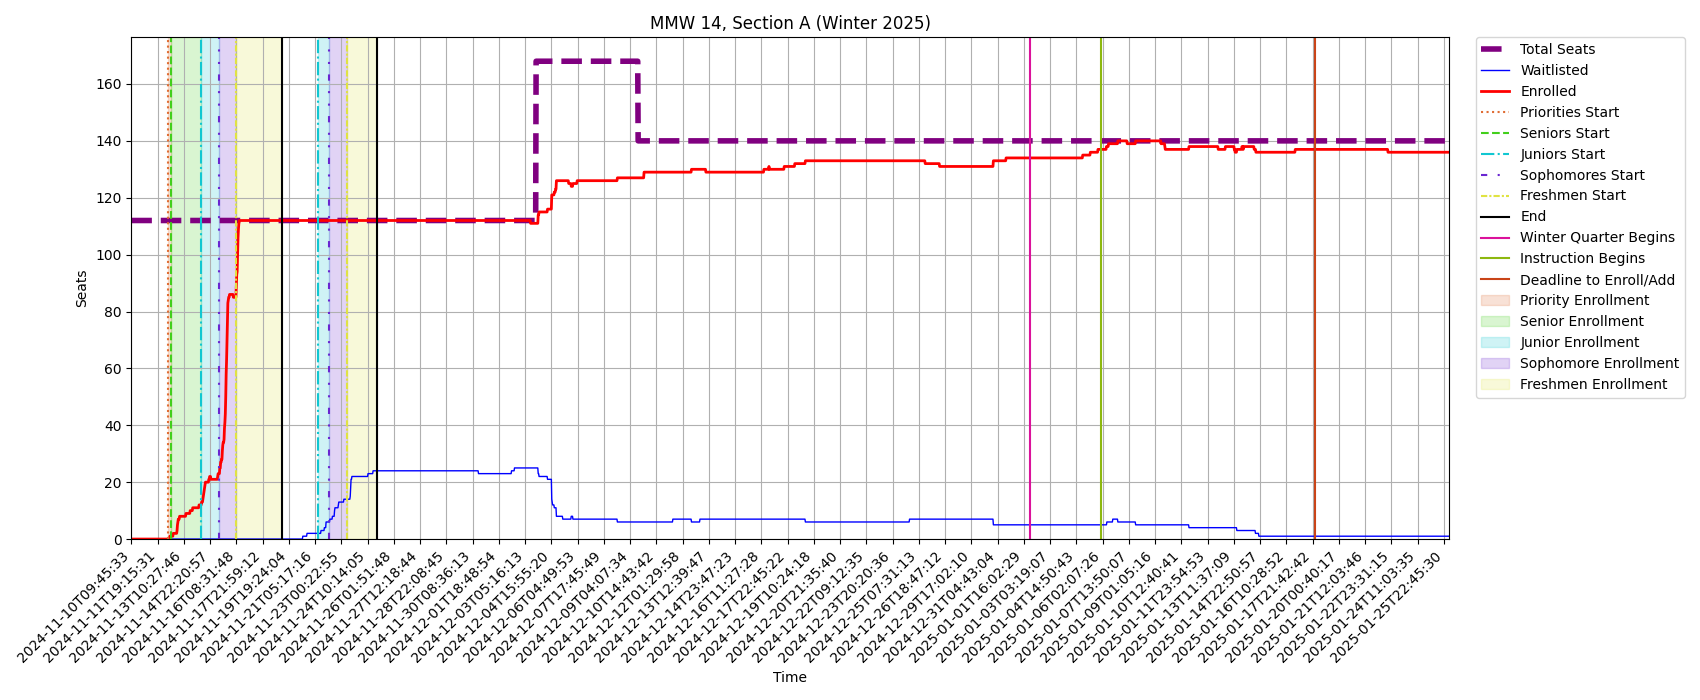 MMW 14, Section A (Winter 2025)
Seats
160
140
120
100
80
60
40
20
0
2024-11-10T09:45:33
2024-11-11T19:15:31
2024-11-13T10:27:46
2024-11-14T22:20:57
2024-11-16T08:31:48
2024-11-17T21:59:12
2024-11-19T19:24:04
2024-11-21T05:17:16
2024-11-23T00:22:55
2024-11-24T10:14:05
2024-11-26T01:51:48
2024-11-27T12:18:44
2024-11-28T22:08:45
2024-11-30T08:36:13
2024-12-01T18:48:54
2024-12-03T05:16:13
2024-12-04T14:55:20
2024-12-06T04:49:53
2024-12-07T17:45:49
2024-12-09T04:07:34
2024-12-10T14:43:42
2024-12-12T01:29:58
2024-12-13T12:39:47
2024-12-14T23:47:23
2024-12-16T11:27:28
2024-12-17T22:45:22
2024-12-19T10:24:18
2024-12-20T21:35:40
2024-12-22T09:12:35
2024-12-23T20:20:36
2024-12-25T07:31:13
2024-12-26T18:47:12
2024-12-29T17:02:10
2024-12-31T04:43:04
2025-01-01T16:02:29
2025-01-03T03:19:07
2025-01-04T14:50:43
2025-01-06T02:07:26
2025-01-07T13:50:07
2025-01-09T01:05:16
2025-01-10T12:40:41
2025-01-11T23:54:53
2025-01-13T11:37:09
2025-01-14T22:50:57
2025-01-16T10:28:52
2025-01-17T21:42:42
2025-01-20T00:40:17
2025-01-21T12:03:46
2025-01-22T23:31:15
2025-01-24T11:03:35
2025-01-25T22:45:30
Time
Total Seats
Waitlisted
Enrolled
Priorities Start
Seniors Start
Juniors Start
Sophomores Start
Freshmen Start
End
Winter Quarter Begins
Instruction Begins
Deadline to Enroll/Add
Priority Enrollment
Senior Enrollment
Junior Enrollment
Sophomore Enrollment
Freshmen Enrollment